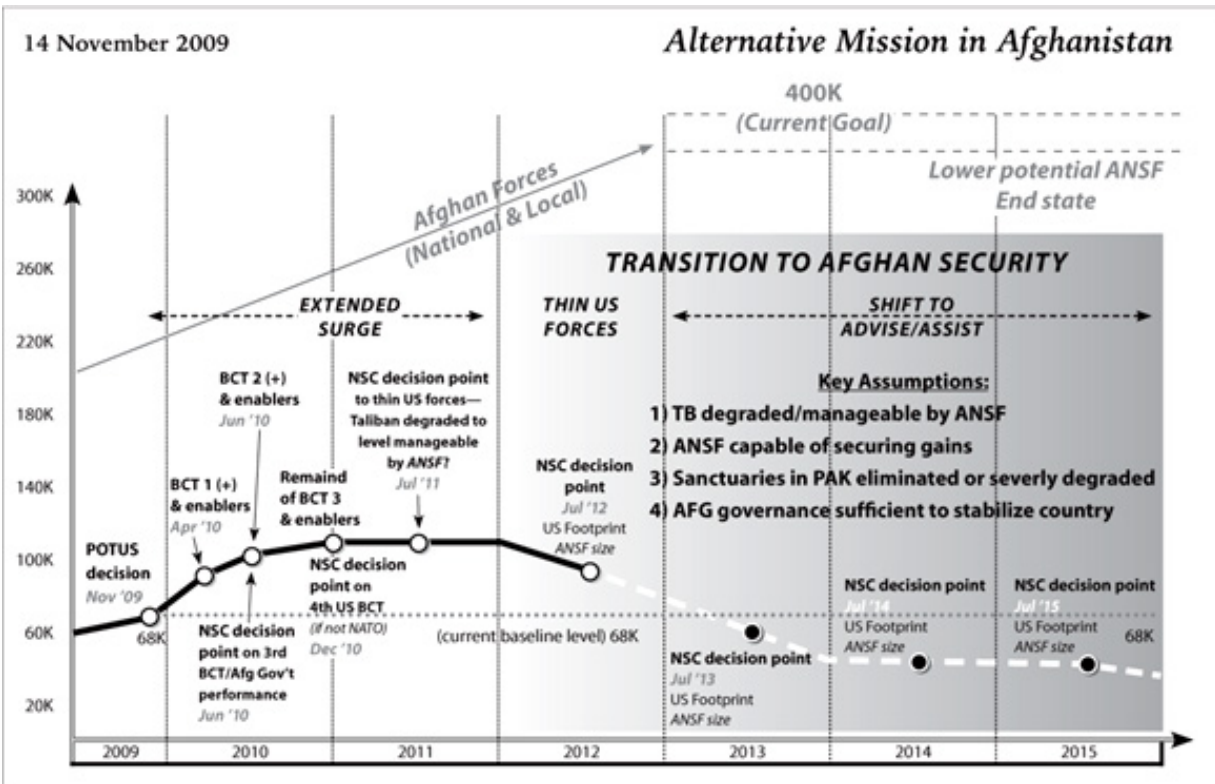 14 November 2009
Alternative Mission in Afghanistan
400K
(Current Goal)
Lower potential ANSF
End state
Afghan Forces
(National & Local)
300K
260K
220K
180K
140K
100K
60K
20K
TRANSITION TO AFGHAN SECURITY
EXTENDED
SURGE
THIN US
FORCES
SHIFT TO
ADVISE/ASSIST
Key Assumptions:
1) TB degraded/manageable by ANSF
2) ANSF capable of securing gains
3) Sanctuaries in PAK eliminated or severly degraded
4) AFG governance sufficient to stabilize country
POTUS
decision
Nov '09
68K
BCT 1 (+)
& enablers
Apr '10
BCT 2 (+)
& enablers
Jun '10
NSC decision
point on 3rd
BCT/Afg Gov't
performance
Jun '10
Remaind
of BCT 3
& enablers
NSC decision
point on
4th US BCT
(if not NATO)
Dec '10
NSC decision point
to thin US forces—
Taliban degraded to
level manageable
by ANSF?
Jul '11
(current baseline level) 68K
NSC decision
point
Jul '12
US Footprint
ANSF size
NSC decision point
Jul '13
US Footprint
ANSF size
NSC decision point
Jul '14
US Footprint
ANSF size
NSC decision point
Jul '15
US Footprint
ANSF size
68K
2009
2010
2011
2012
2013
2014
2015